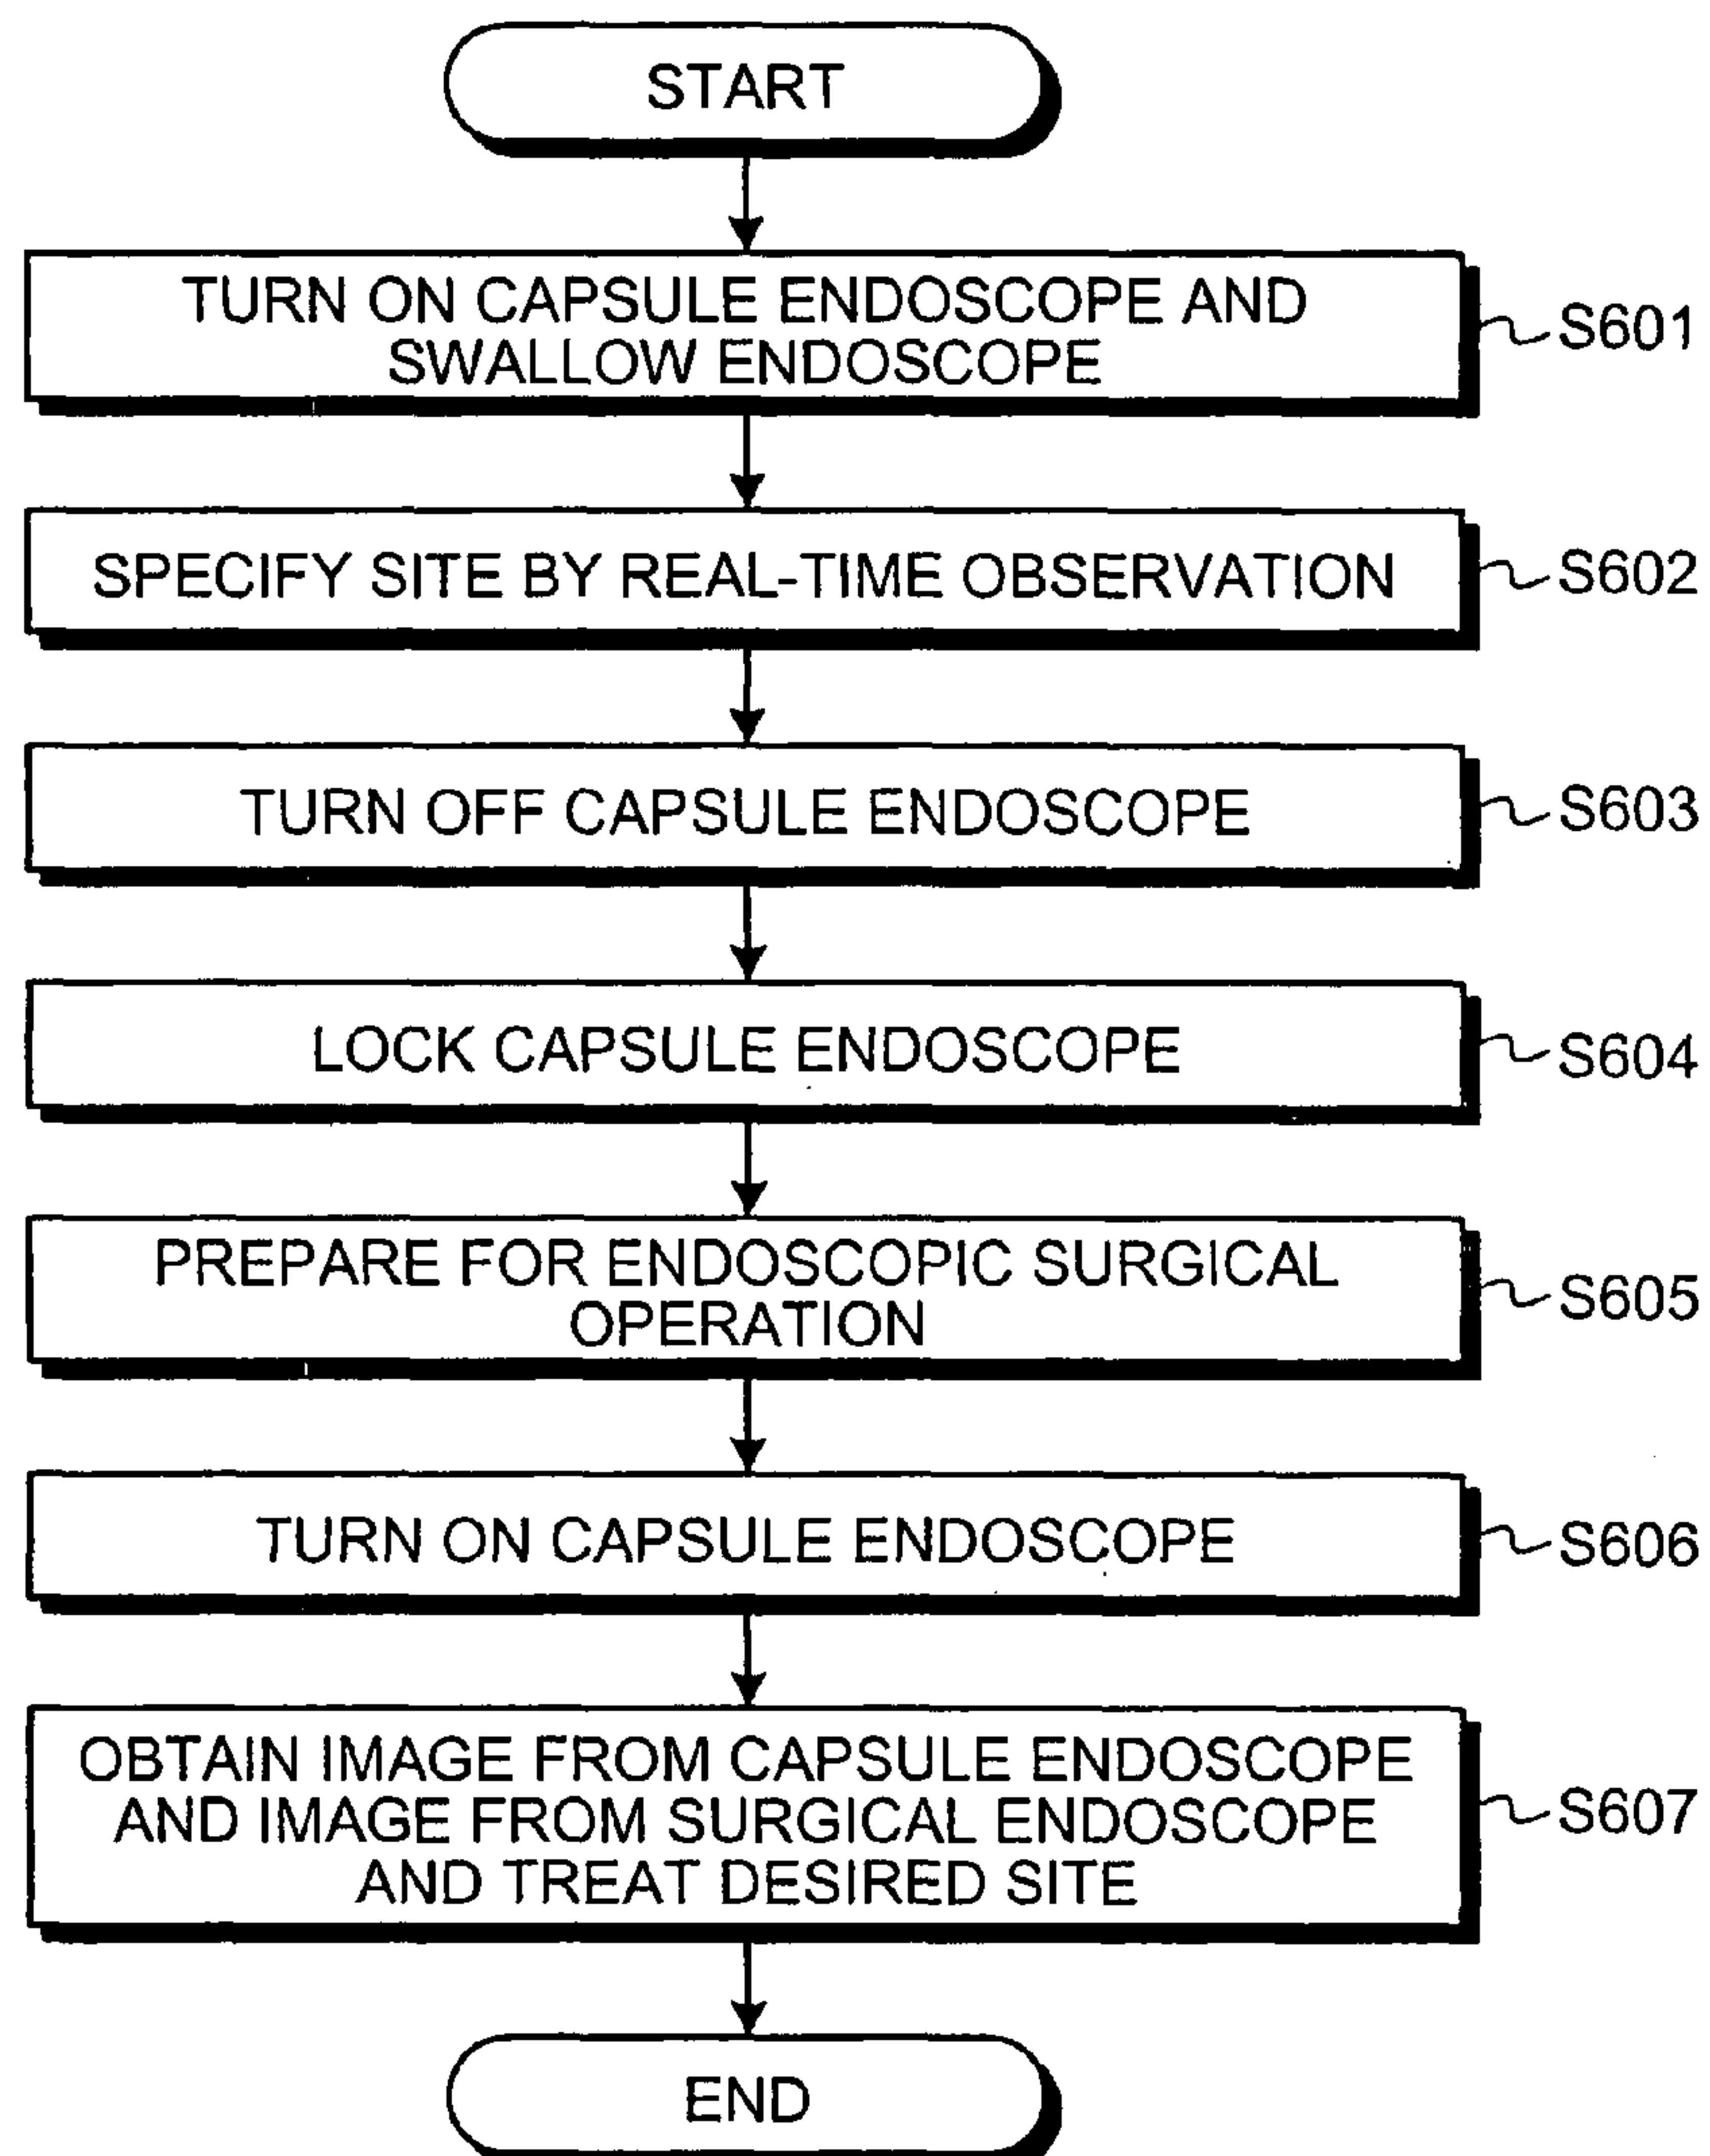 START
TURN ON CAPSULE ENDOSCOPE AND
SWALLOW ENDOSCOPE
S601
SPECIFY SITE BY REAL-TIME OBSERVATION
S602
TURN OFF CAPSULE ENDOSCOPE
S603
LOCK CAPSULE ENDOSCOPE
S604
PREPARE FOR ENDOSCOPIC SURGICAL
OPERATION
S605
TURN ON CAPSULE ENDOSCOPE
S606
OBTAIN IMAGE FROM CAPSULE ENDOSCOPE
AND IMAGE FROM SURGICAL ENDOSCOPE
AND TREAT DESIRED SITE
S607
END